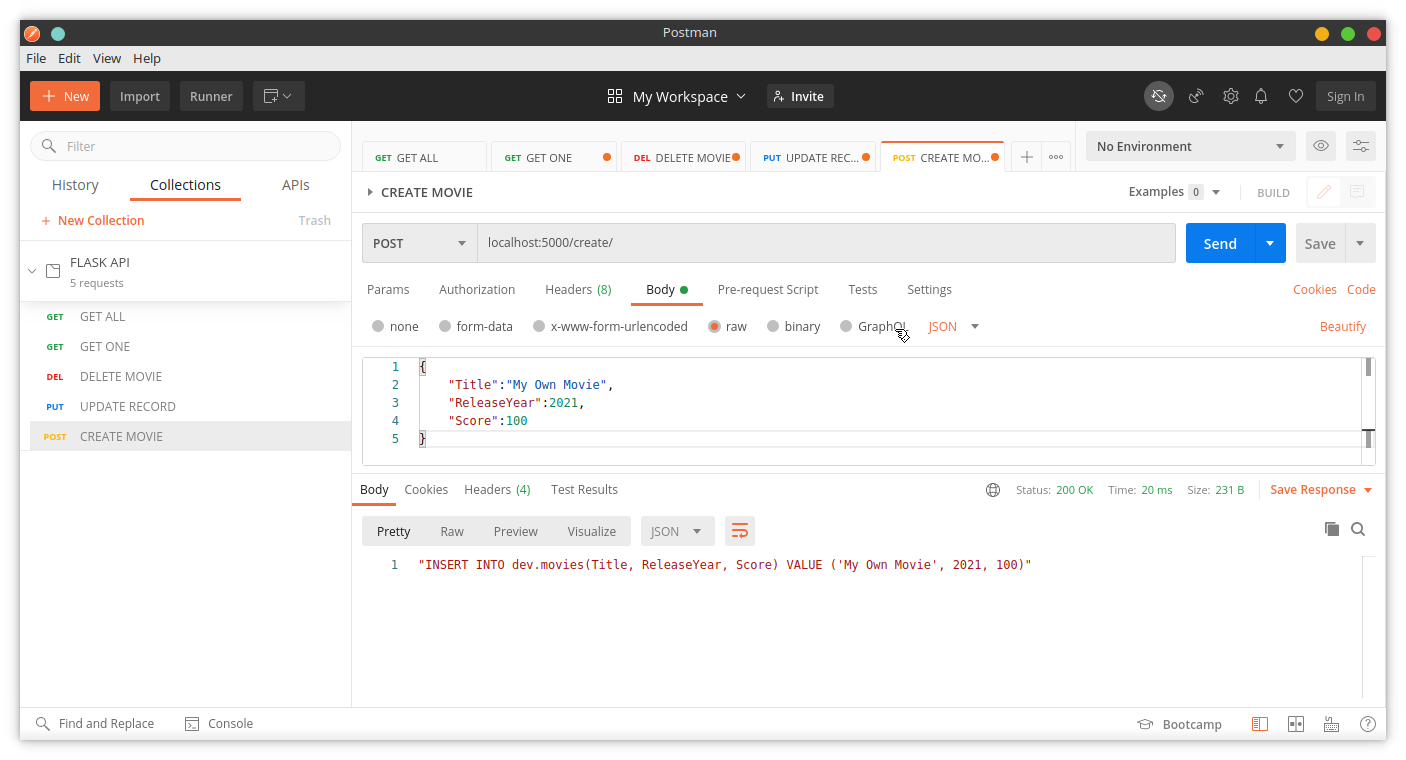 Postman
File Edit View Help
New Import Runner My Workspace Invite Sign In
Filter
History Collections APIs
+ New Collection Trash
FLASK API
5 requests
GET GET ALL
GET GET ONE
DEL DELETE MOVIE
PUT UPDATE RECORD
POST CREATE MOVIE
GET GET ALL GET GET ONE DEL DELETE MOVIE PUT UPDATE REC... POST CREATE MO... No Environment
CREATE MOVIE Examples 0 BUILD
POST localhost:5000/create/ Send Save
Params Authorization Headers (8) Body Pre-request Script Tests Settings Cookies Code
none form-data x-www-form-urlencoded raw binary GraphQL JSON Beautify
1 {
2 "Title":"My Own Movie",
3 "ReleaseYear":2021,
4 "Score":100
5 }
Body Cookies Headers (4) Test Results Status: 200 OK Time: 20 ms Size: 231 B Save Response
Pretty Raw Preview Visualize JSON
1 "INSERT INTO dev.movies(Title, ReleaseYear, Score) VALUE ('My Own Movie', 2021, 100)"
Find and Replace Console Bootcamp